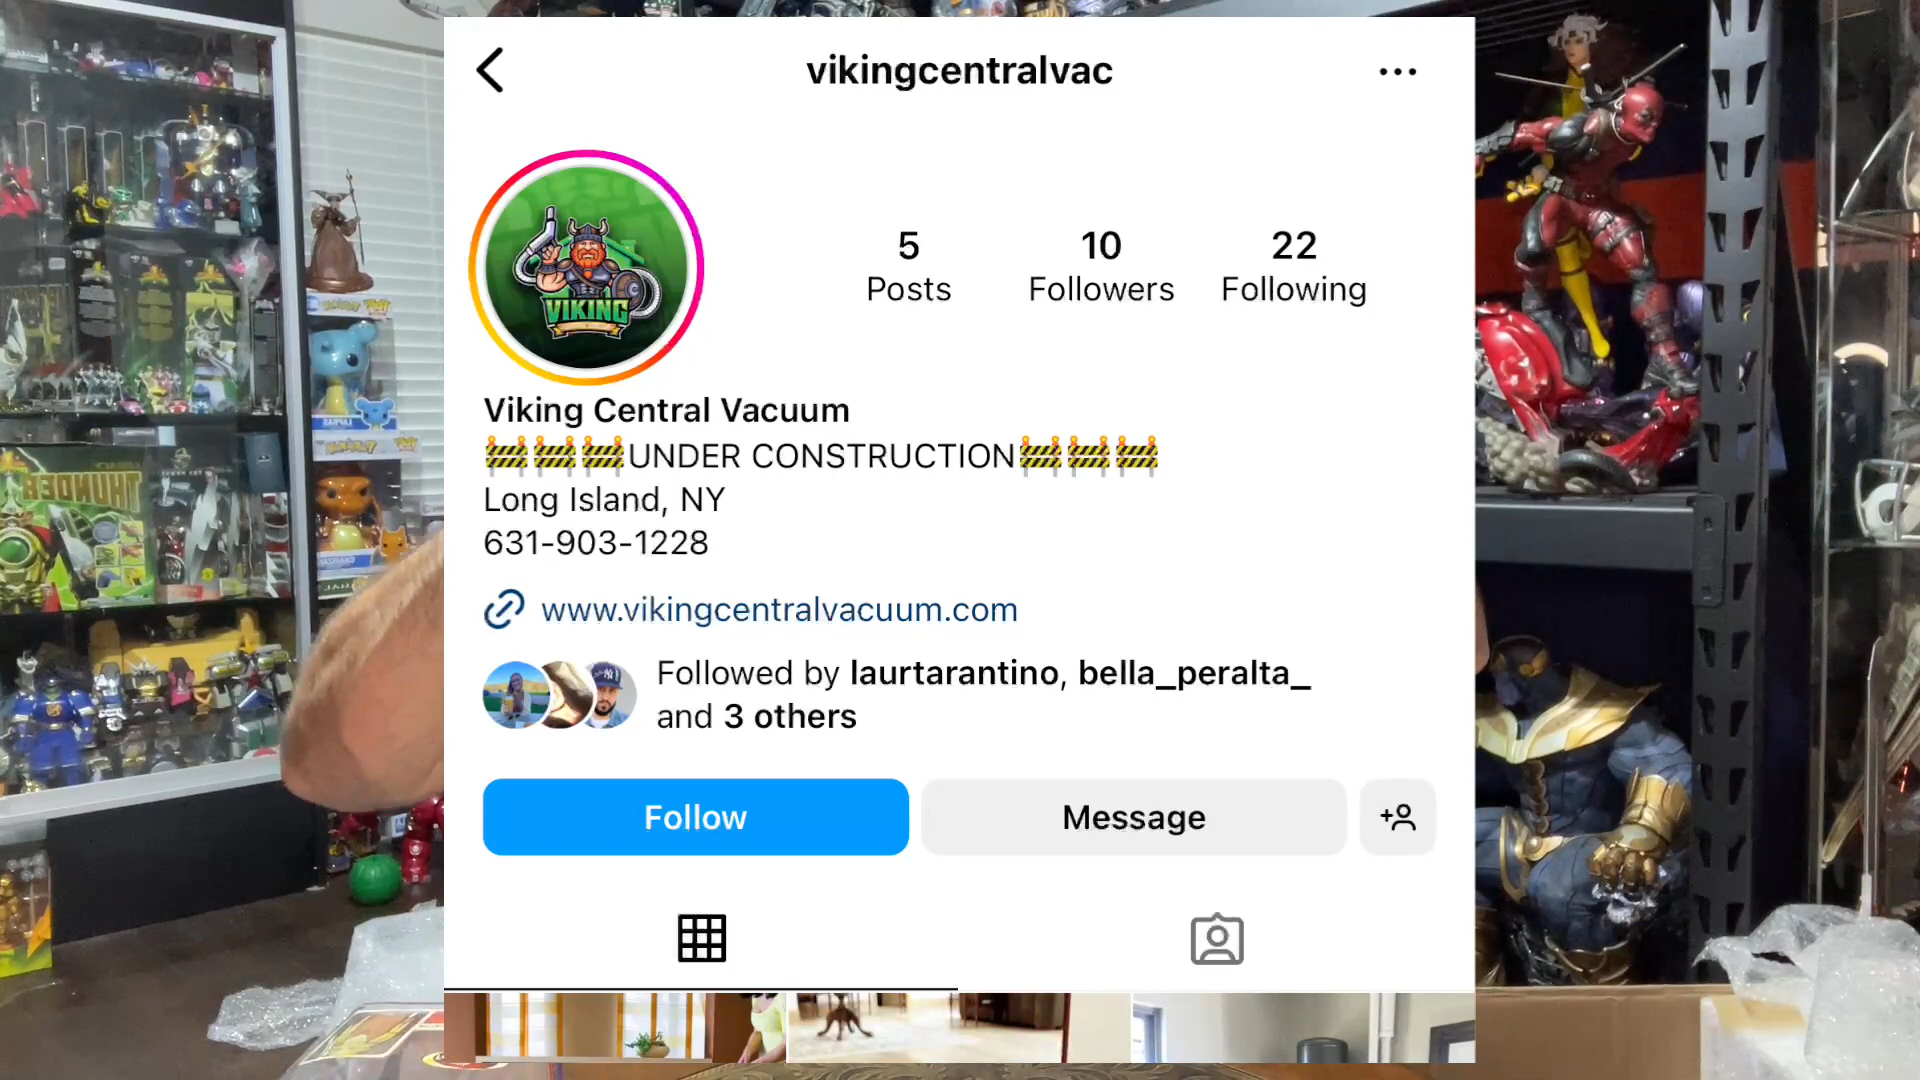 vikingcentralvac
VIKING
5
Posts
10
Followers
22
Following
Viking Central Vacuum
🚧🚧🚧UNDER CONSTRUCTION🚧🚧🚧
Long Island, NY
631-903-1228
www.vikingcentralvacuum.com
Followed by laurtarantino, bella_peralta_
and 3 others
Follow
Message
THUNDER